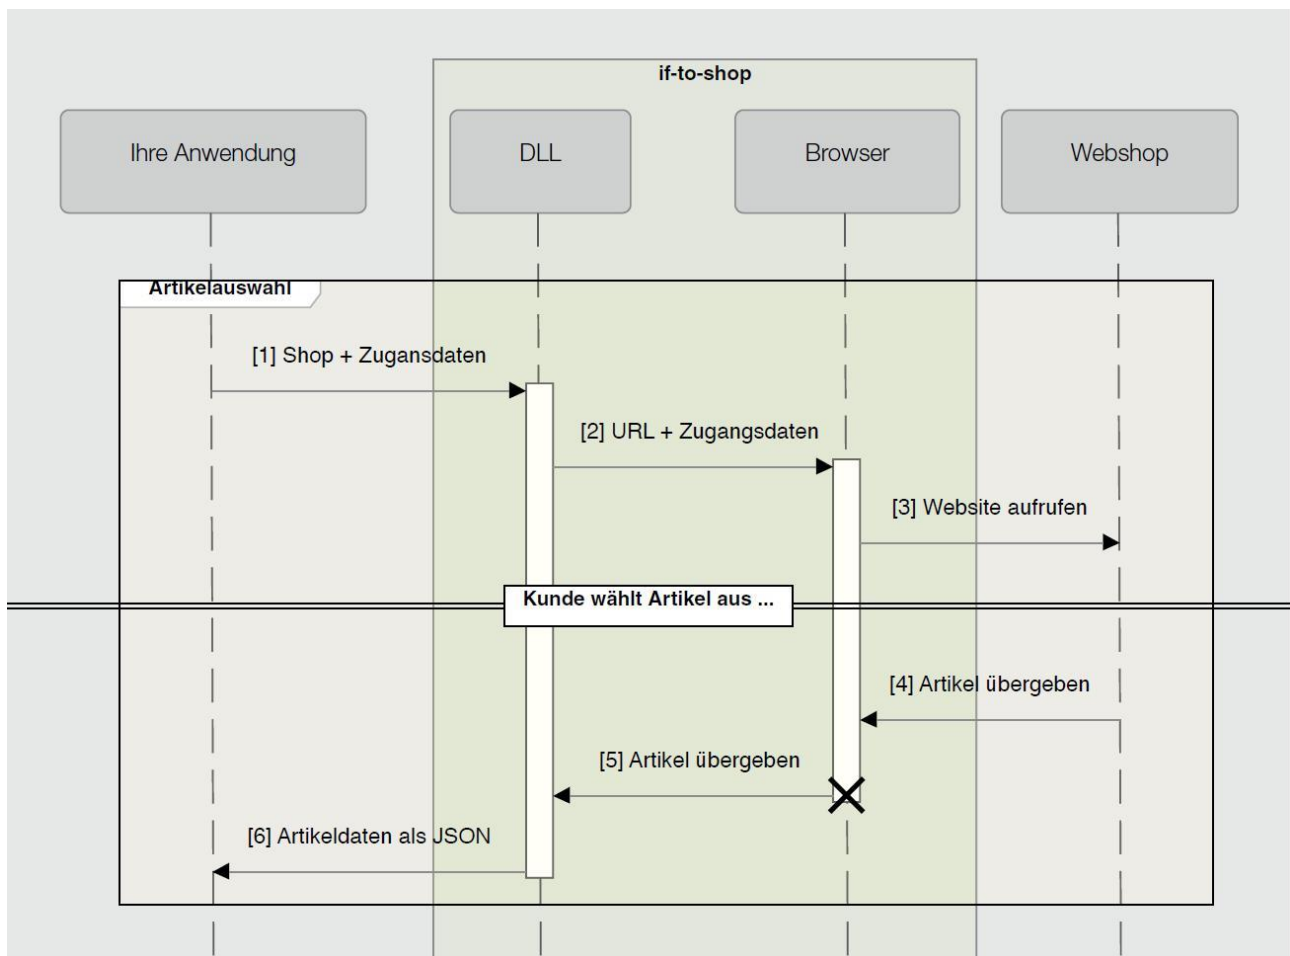 if-to-shop
Ihre Anwendung
DLL
Browser
Webshop
Artikelauswahl
[1] Shop + Zugansdaten
[2] URL + Zugangsdaten
[3] Website aufrufen
Kunde wählt Artikel aus ...
[4] Artikel übergeben
[5] Artikel übergeben
[6] Artikeldaten als JSON